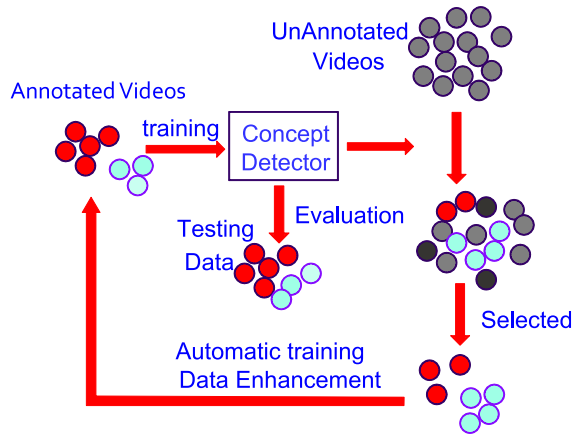 UnAnnotated
Videos
Annotated Videos
training
Concept
Detector
Evaluation
Testing
Data
Selected
Automatic training
Data Enhancement